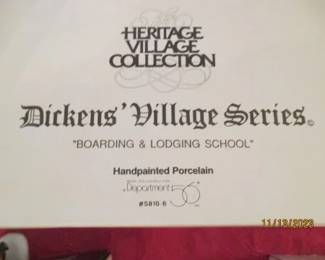 HERITAGE
VILLAGE
COLLECTION
Dickens' Village Series©
"BOARDING & LODGING SCHOOL"
Handpainted Porcelain
Department 56
#5810-6
11/13/2023